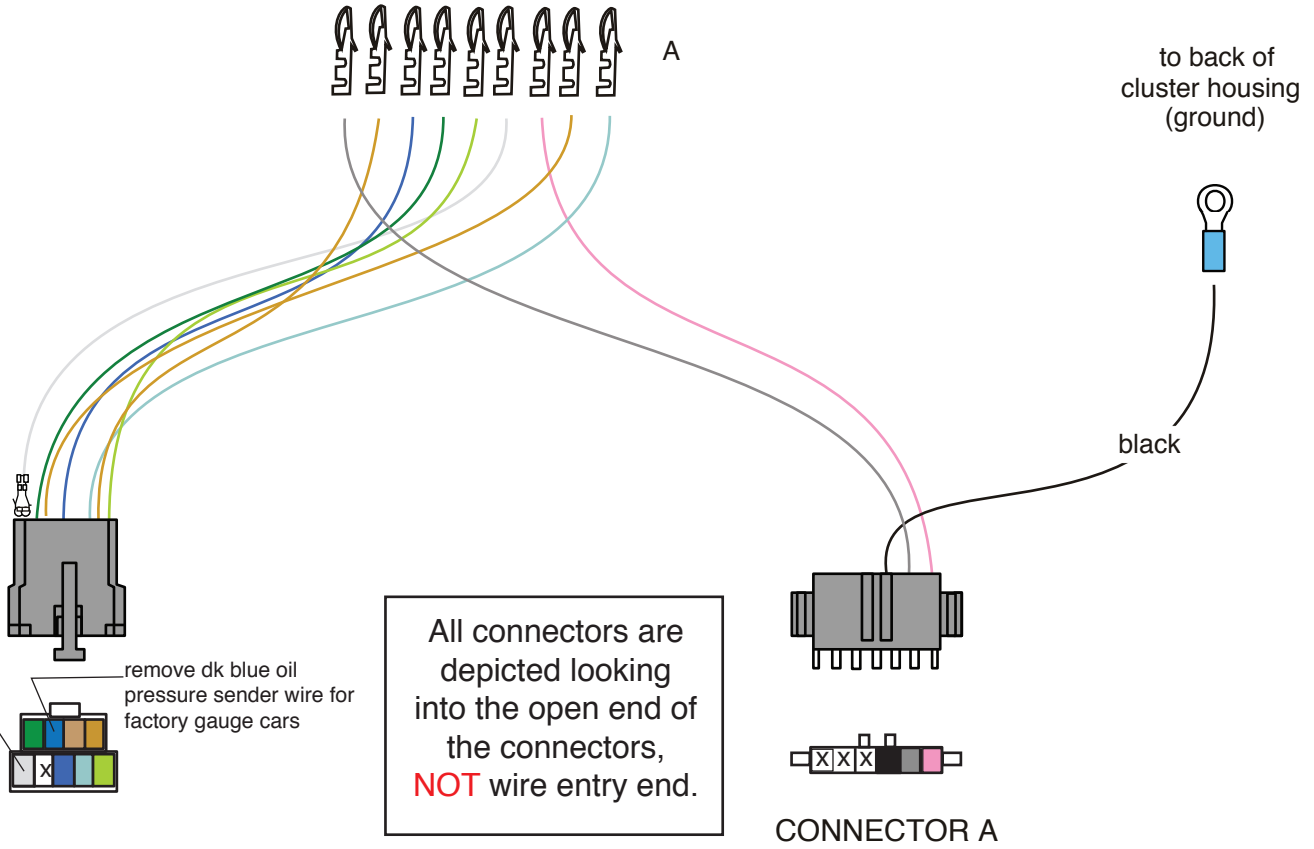 A
to back of
cluster housing
(ground)
black
remove dk blue oil
pressure sender wire for
factory gauge cars
X
All connectors are
depicted looking
into the open end of
the connectors,
NOT wire entry end.
X X X
CONNECTOR A